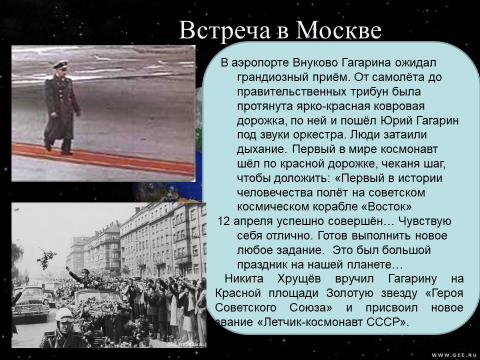 Встреча в Москве
В аэропорте Внуково Гагарина ожидал
грандиозный приём. От самолёта до
правительственных трибун была
протянута ярко-красная ковровая
дорожка, по ней и пошёл Юрий Гагарин
под звуки оркестра. Люди затаили
дыхание. Первый в мире космонавт
шёл по красной дорожке, чеканя шаг,
чтобы доложить: «Первый в истории
человечества полёт на советском
космическом корабле «Восток»
12 апреля успешно совершён… Чувствую
себя отлично. Готов выполнить новое
любое задание. Это был большой
праздник на нашей планете…
Никита Хрущёв вручил Гагарину на
Красной площади Золотую звезду «Героя
Советского Союза» и присвоил новое
звание «Летчик-космонавт СССР».
WWW.GEE.RU